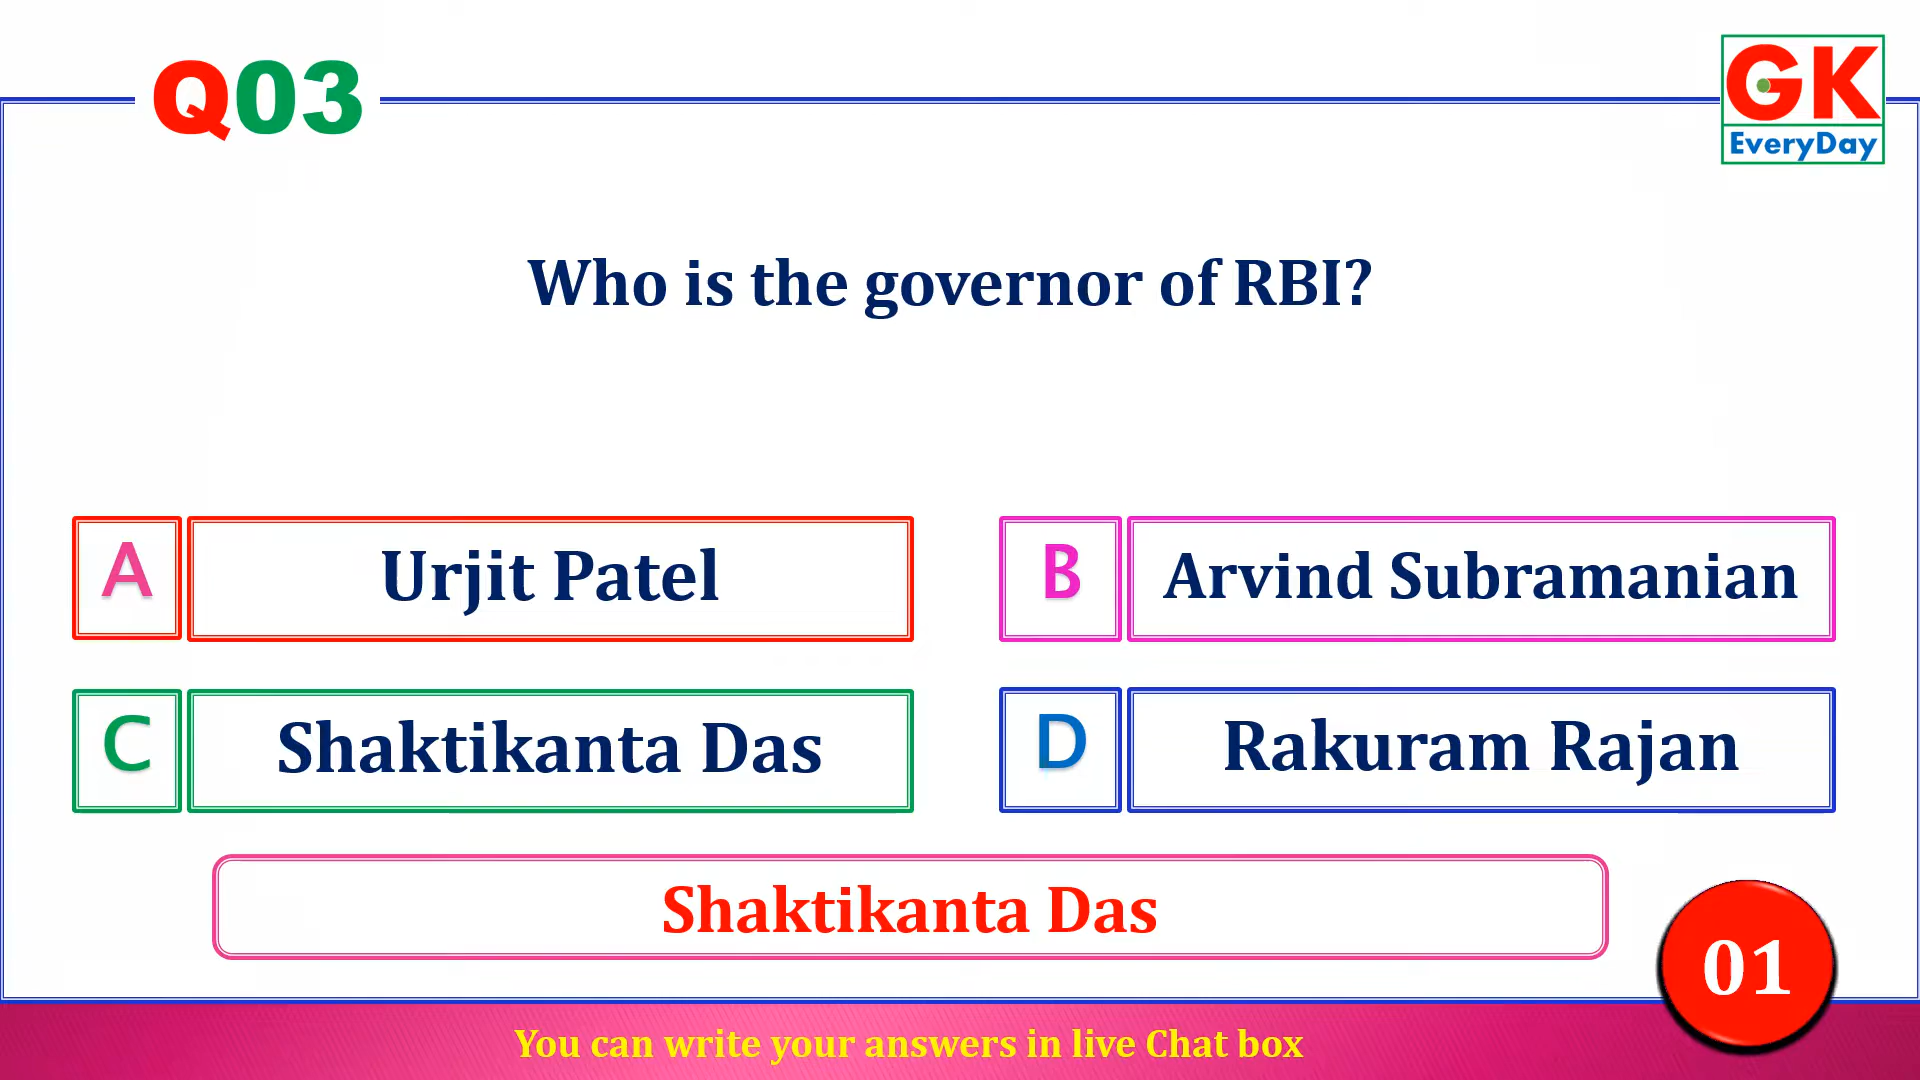 Q03
GK
EveryDay
Who is the governor of RBI?
A
Urjit Patel
B
Arvind Subramanian
C
Shaktikanta Das
D
Rakuram Rajan
Shaktikanta Das
01
You can write your answers in live Chat box